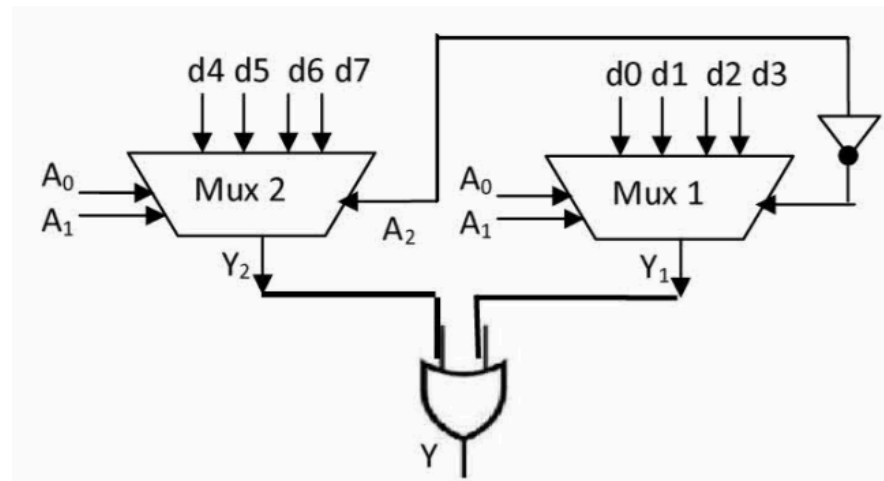 d4 d5 d6 d7
d0 d1 d2 d3
A₀
Mux 2
A₁
A₂
A₀
Mux 1
A₁
Y₂
Y₁
Y